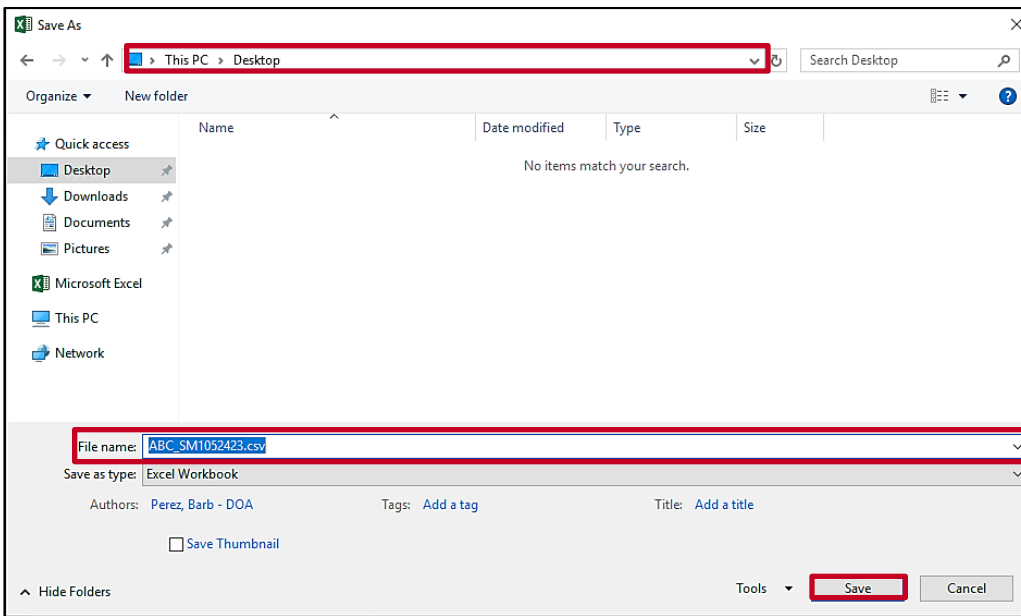 Save As
This PC > Desktop
Search Desktop
Organize
New folder
Name
Date modified
Type
Size
Quick access
No items match your search.
Desktop
Downloads
Documents
Pictures
Microsoft Excel
This PC
Network
File name: ABC_SM1052423.csv
Save as type: Excel Workbook
Authors: Perez, Barb - DOA
Tags: Add a tag
Title: Add a title
Save Thumbnail
Hide Folders
Tools
Save
Cancel